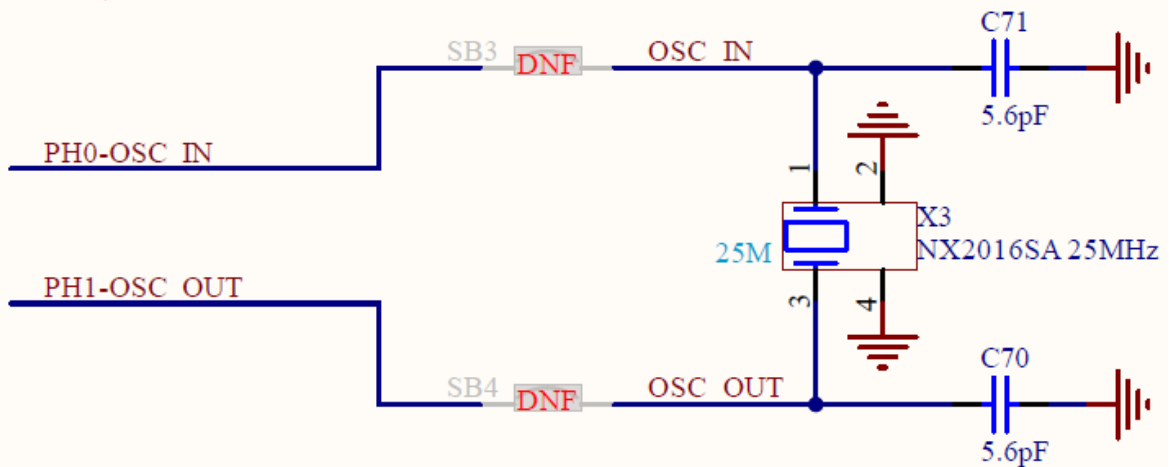 C71
SB3 DNF OSC_IN
5.6pF
PH0-OSC_IN
1 2
X3
25M NX2016SA 25MHz
PH1-OSC_OUT
3 4
C70
SB4 DNF OSC_OUT
5.6pF